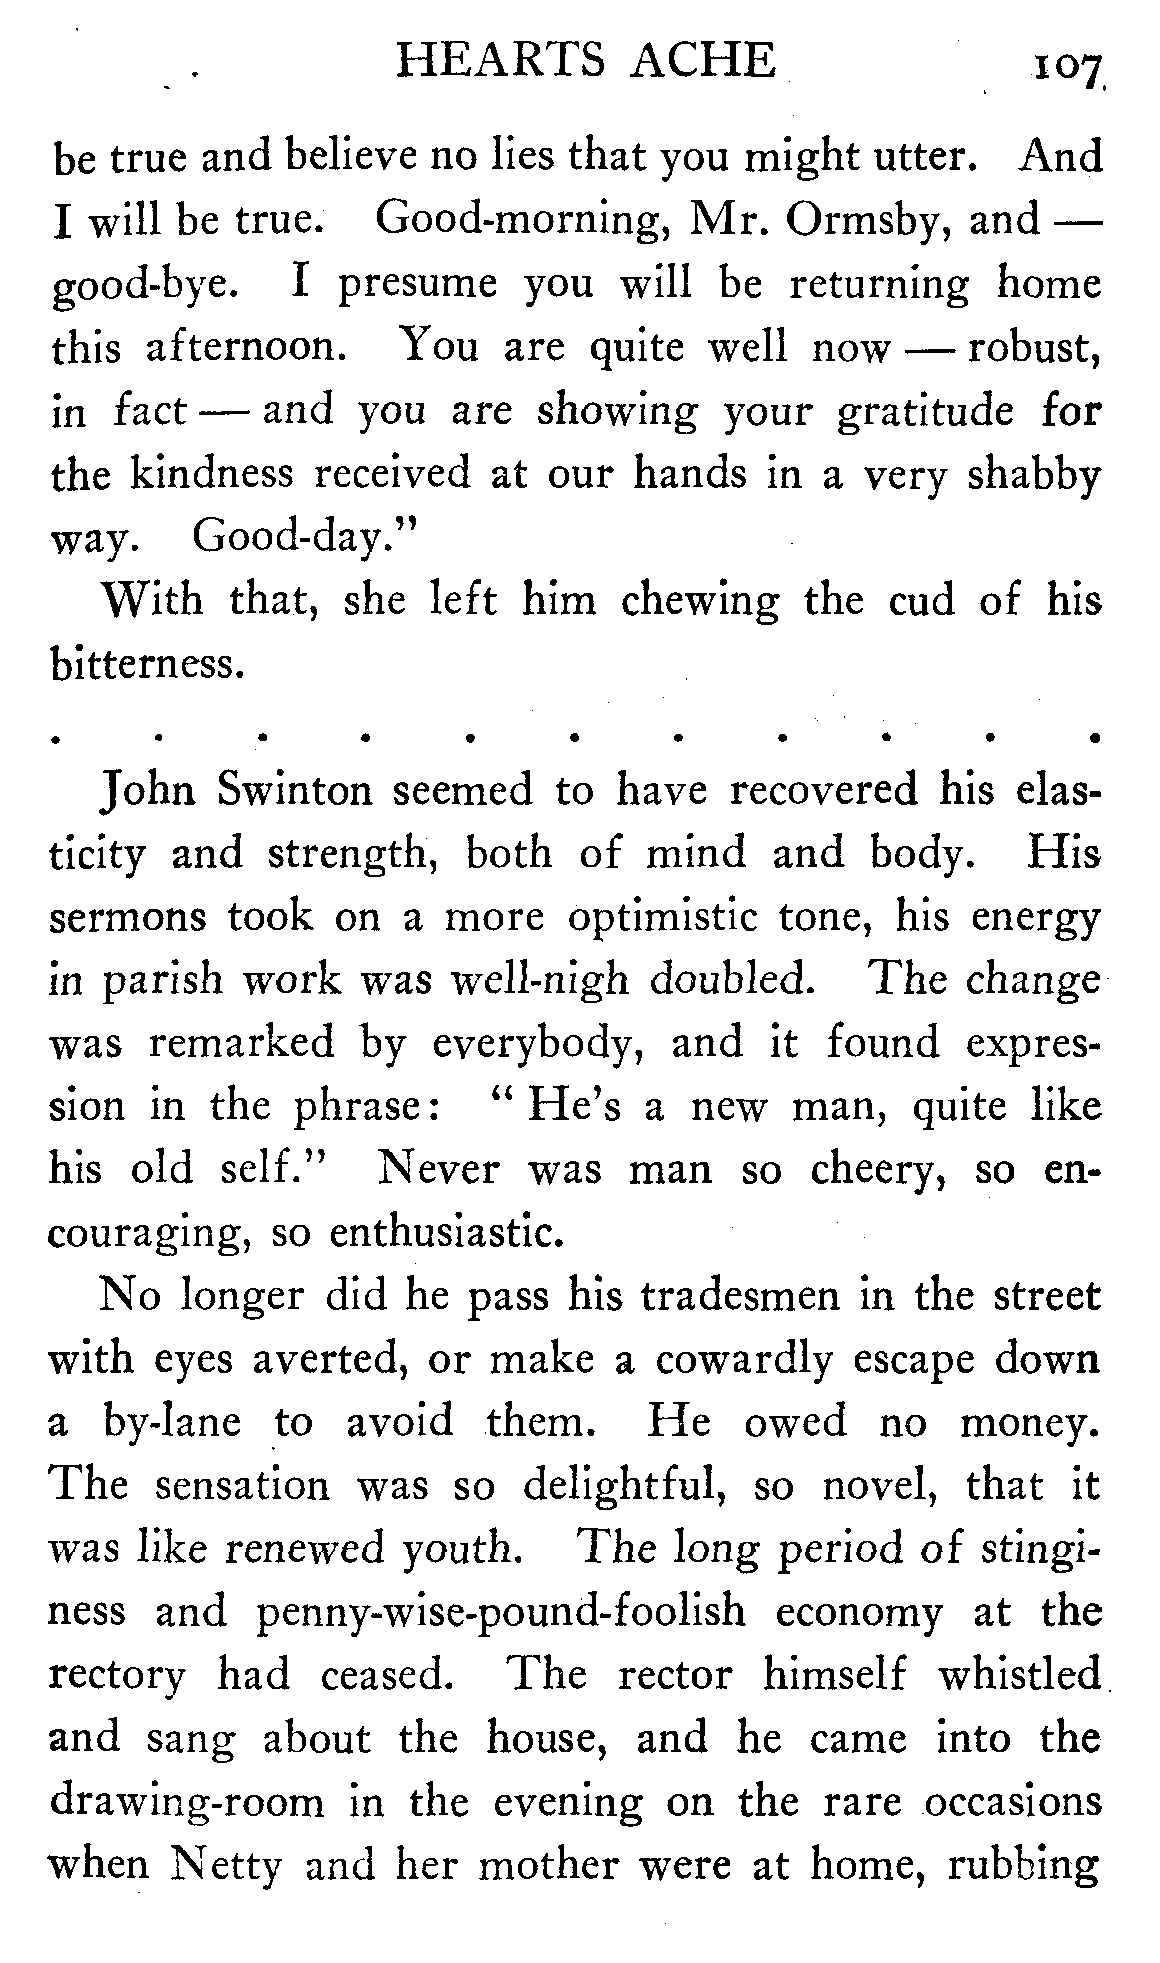 HEARTS ACHE 107
be true and believe no lies that you might utter. And
I will be true. Good-morning, Mr. Ormsby, and —
good-bye. I presume you will be returning home
this afternoon. You are quite well now — robust,
in fact — and you are showing your gratitude for
the kindness received at our hands in a very shabby
way. Good-day."
With that, she left him chewing the cud of his
bitterness.
. . . . . . . . . . .
John Swinton seemed to have recovered his elas-
ticity and strength, both of mind and body. His
sermons took on a more optimistic tone, his energy
in parish work was well-nigh doubled. The change
was remarked by everybody, and it found expres-
sion in the phrase: "He's a new man, quite like
his old self." Never was man so cheery, so en-
couraging, so enthusiastic.
No longer did he pass his tradesmen in the street
with eyes averted, or make a cowardly escape down
a by-lane to avoid them. He owed no money.
The sensation was so delightful, so novel, that it
was like renewed youth. The long period of stingi-
ness and penny-wise-pound-foolish economy at the
rectory had ceased. The rector himself whistled
and sang about the house, and he came into the
drawing-room in the evening on the rare occasions
when Netty and her mother were at home, rubbing